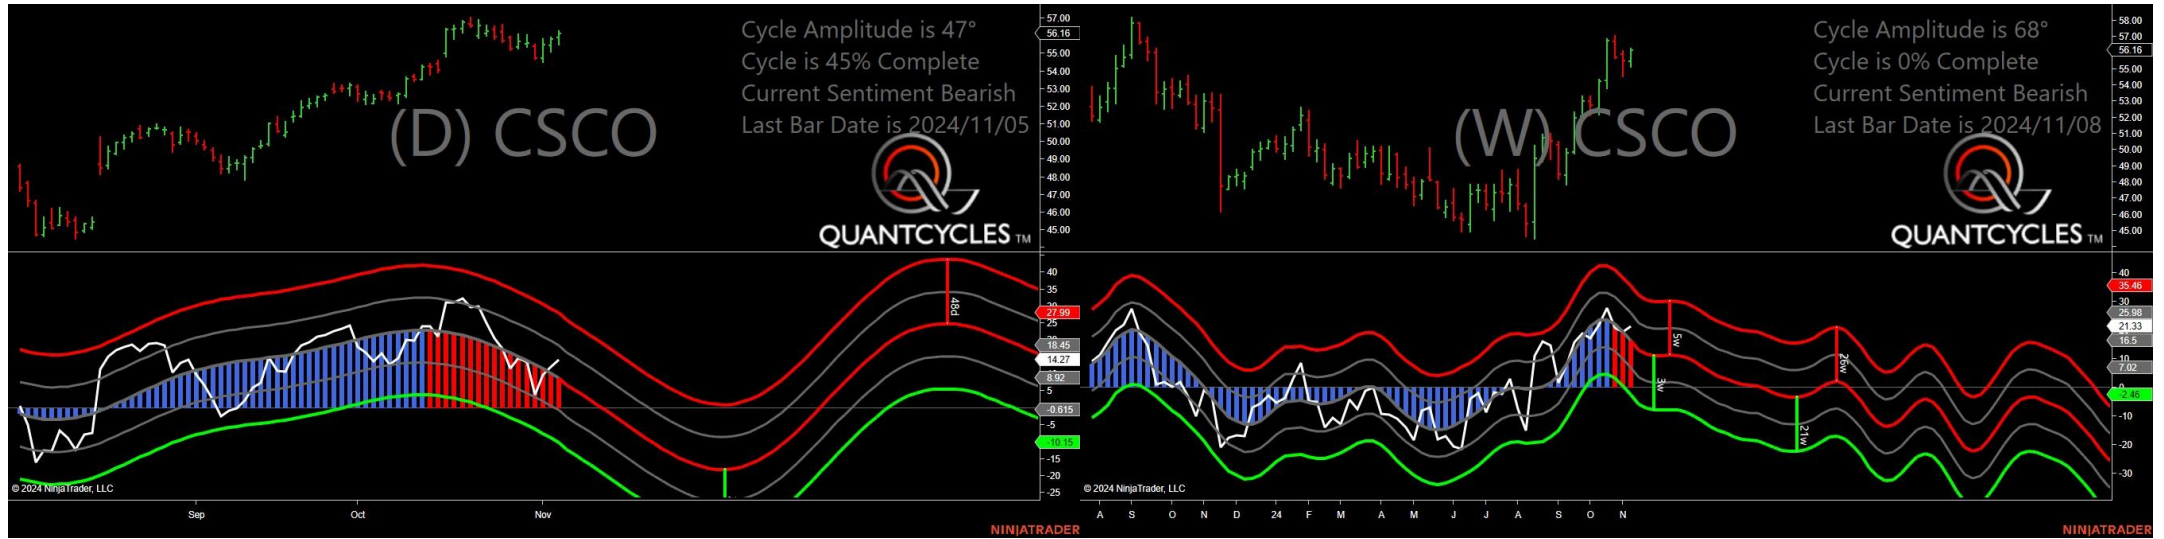 Cycle Amplitude is 47°
Cycle is 45% Complete
Current Sentiment Bearish
Last Bar Date is 2024/11/05
(D) CSCO
QUANTCYCLES TM
57.00
56.16
55.00
54.00
53.00
52.00
51.00
50.00
49.00
48.00
47.00
46.00
45.00
48d
40
35
27.99
25
18.45
14.27
8.92
5
-0.615
-5
-10.15
-15
-20
-25
© 2024 NinjaTrader, LLC
Sep
Oct
Nov
NINJATRADER
Cycle Amplitude is 68°
Cycle is 0% Complete
Current Sentiment Bearish
Last Bar Date is 2024/11/08
(W) CSCO
QUANTCYCLES TM
58.00
57.00
56.16
55.00
54.00
53.00
52.00
51.00
50.00
49.00
48.00
47.00
46.00
45.00
5w
3w
26w
21w
40
35.46
30
25.98
21.33
16.5
10
7.02
-2.46
-10
-20
-30
© 2024 NinjaTrader, LLC
A
S
O
N
D
24
F
M
A
M
J
J
A
S
O
N
NINJATRADER